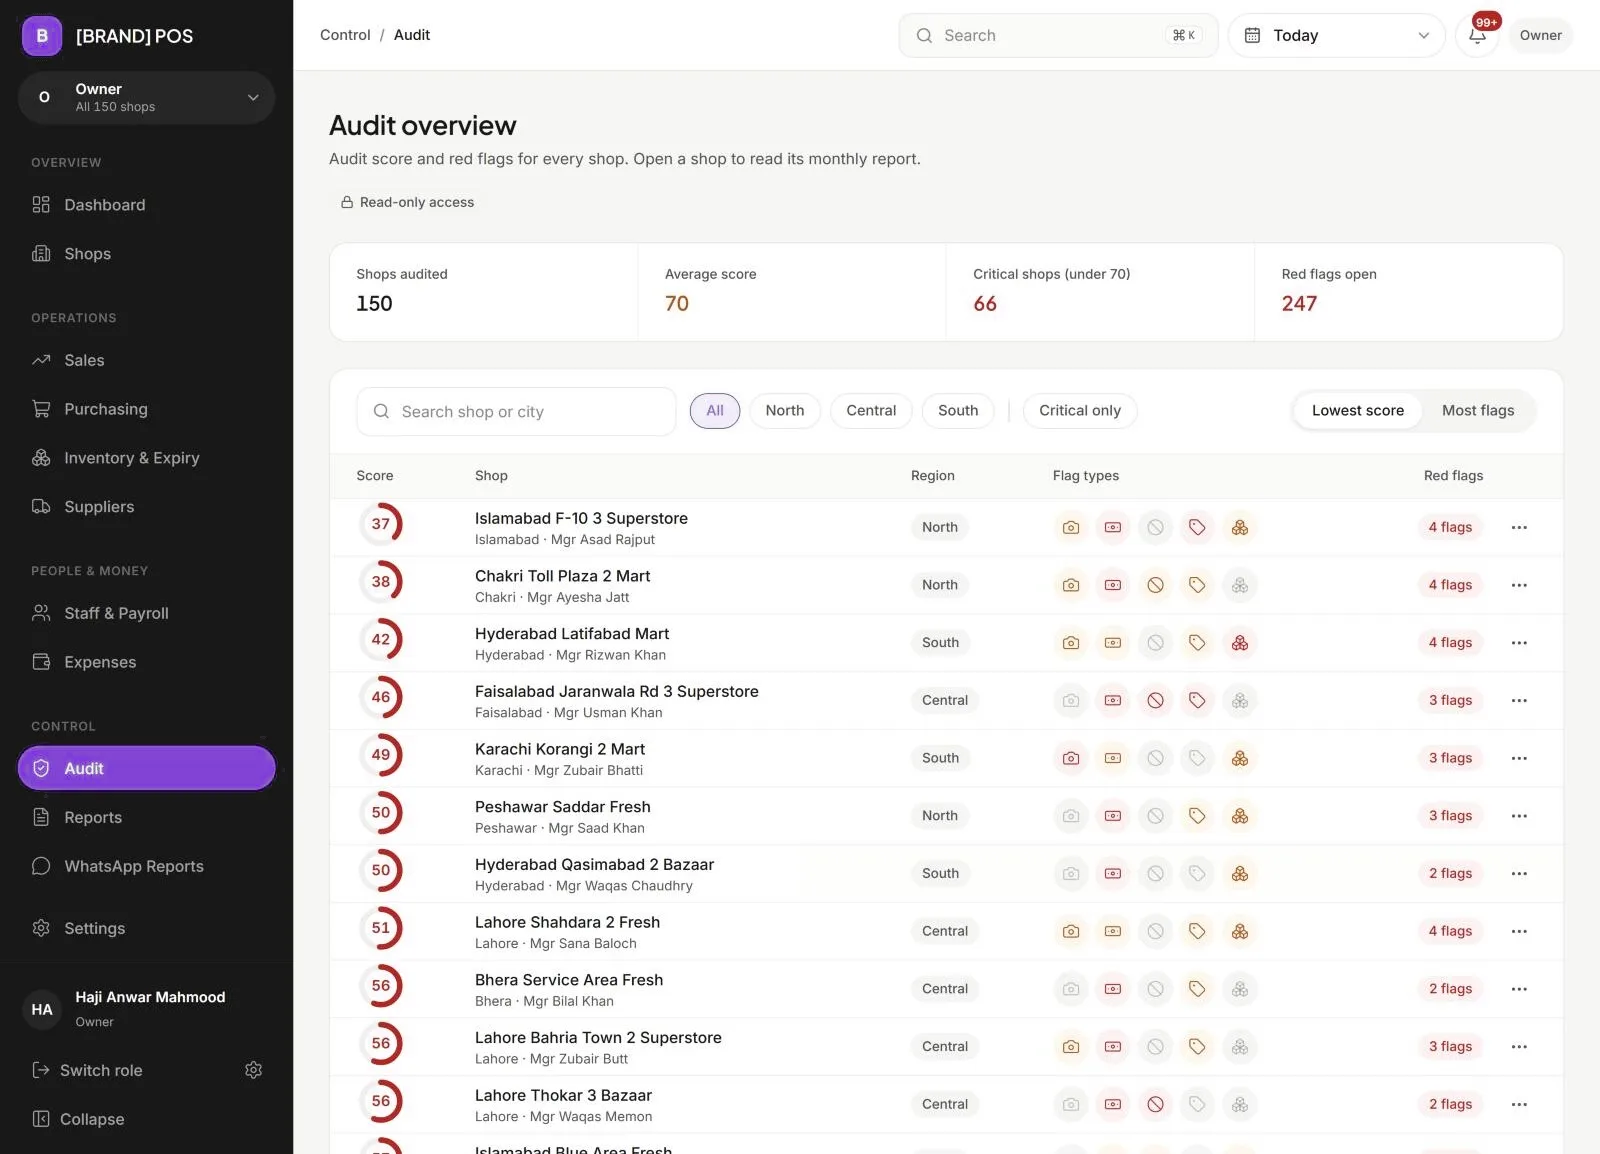 B [BRAND] POS
O Owner
All 150 shops
OVERVIEW
Dashboard
Shops
OPERATIONS
Sales
Purchasing
Inventory & Expiry
Suppliers
PEOPLE & MONEY
Staff & Payroll
Expenses
CONTROL
Audit
Reports
WhatsApp Reports
Settings
HA Haji Anwar Mahmood
Owner
Switch role
Collapse
Control / Audit
Search ⌘ K
Today
99+
Owner
Audit overview
Audit score and red flags for every shop. Open a shop to read its monthly report.
Read-only access
Shops audited
150
Average score
70
Critical shops (under 70)
66
Red flags open
247
Search shop or city
All North Central South Critical only
Lowest score Most flags
Score Shop Region Flag types Red flags
37 Islamabad F-10 3 Superstore North 4 flags
Islamabad · Mgr Asad Rajput
38 Chakri Toll Plaza 2 Mart North 4 flags
Chakri · Mgr Ayesha Jatt
42 Hyderabad Latifabad Mart South 4 flags
Hyderabad · Mgr Rizwan Khan
46 Faisalabad Jaranwala Rd 3 Superstore Central 3 flags
Faisalabad · Mgr Usman Khan
49 Karachi Korangi 2 Mart South 3 flags
Karachi · Mgr Zubair Bhatti
50 Peshawar Saddar Fresh North 3 flags
Peshawar · Mgr Saad Khan
50 Hyderabad Qasimabad 2 Bazaar South 2 flags
Hyderabad · Mgr Waqas Chaudhry
51 Lahore Shahdara 2 Fresh Central 4 flags
Lahore · Mgr Sana Baloch
56 Bhera Service Area Fresh Central 2 flags
Bhera · Mgr Bilal Khan
56 Lahore Bahria Town 2 Superstore Central 3 flags
Lahore · Mgr Zubair Butt
56 Lahore Thokar 3 Bazaar Central 2 flags
Lahore · Mgr Waqas Memon
Islamabad Blue Area Fresh